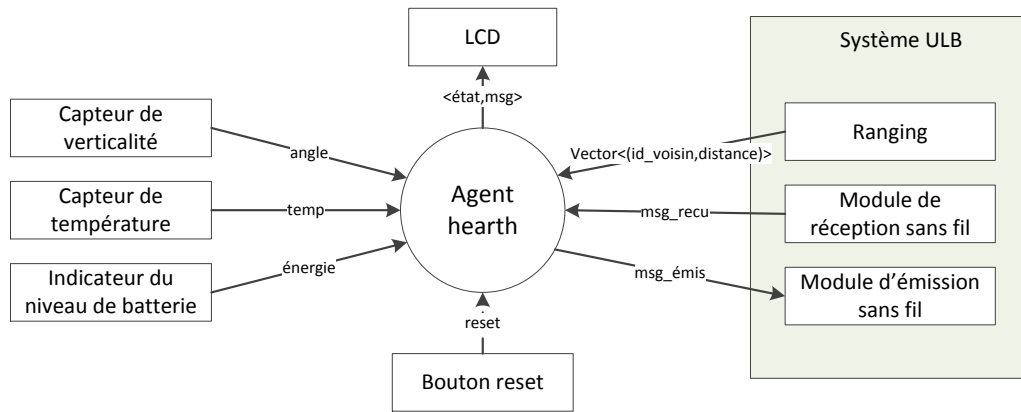 LCD
Système ULB
<état,msg>
Capteur de
verticalité
angle
Ranging
Vector<(id_voisin,distance)>
Agent
hearth
Capteur de
température
temp
msg_recu
Module de
réception sans fil
Indicateur du
niveau de batterie
énergie
msg_émis
Module d’émission
sans fil
reset
Bouton reset